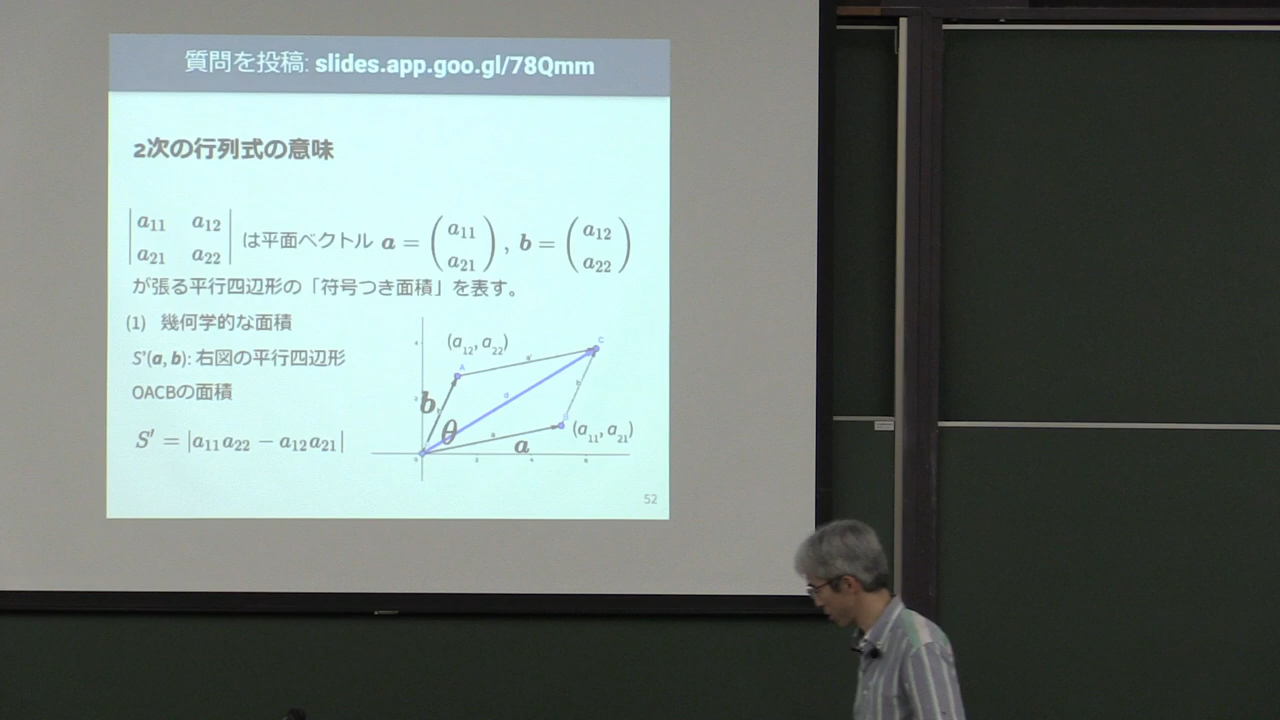 質問を投稿: slides.app.goo.gl/78Qmm
2次の行列式の意味
| a11 a12 | は平面ベクトル a = ( a11 ) , b = ( a12 )
| a21 a22 | ( a21 ) ( a22 )
が張る平行四辺形の「符号つき面積」を表す。
(1) 幾何学的な面積
S'(a, b): 右図の平行四辺形
OACBの面積
S′ = |a11a22 − a12a21|
(a12, a22)
C
A
b
θ
a
(a11, a21)
52